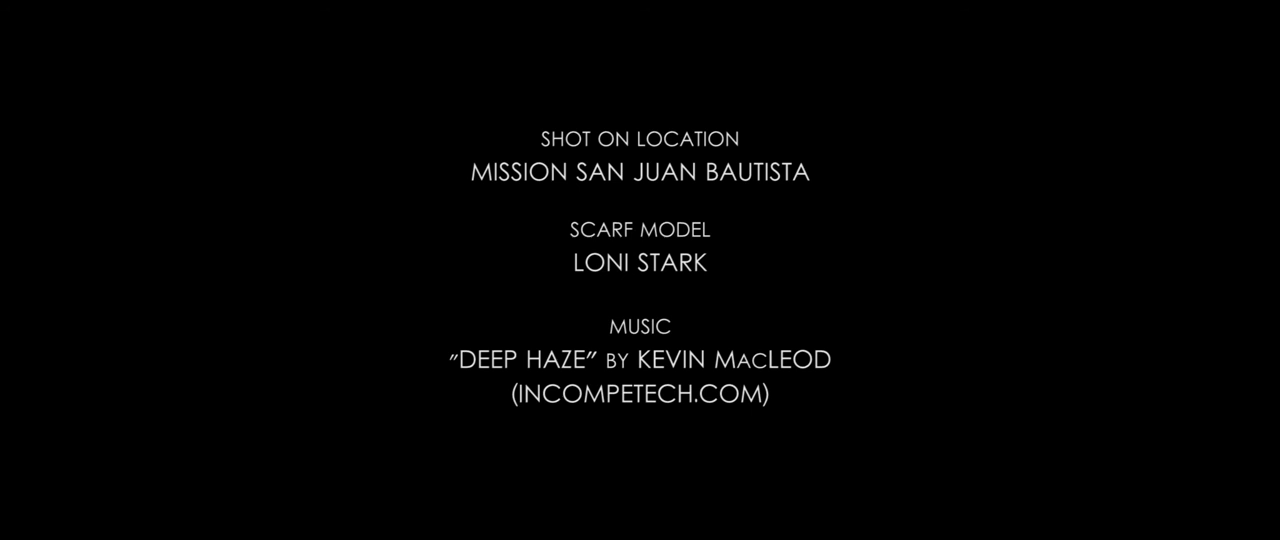 SHOT ON LOCATION
MISSION SAN JUAN BAUTISTA
SCARF MODEL
LONI STARK
MUSIC
"DEEP HAZE" BY KEVIN MACLEOD
(INCOMPETECH.COM)